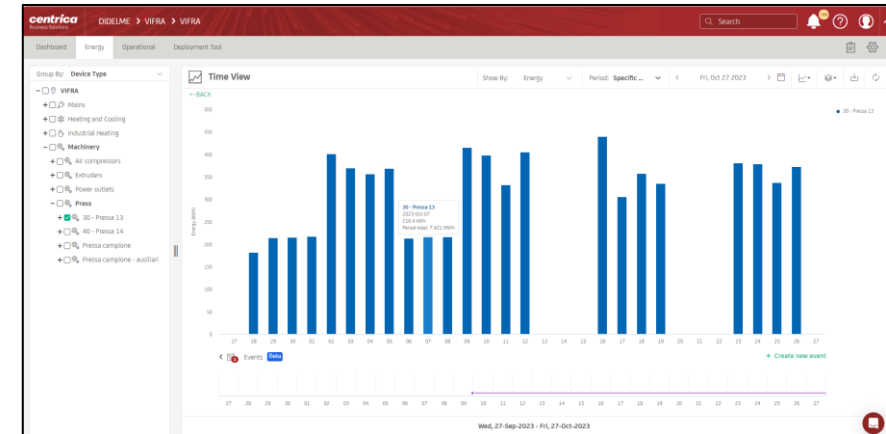 centrica
Business Solutions
DIDELME > VIFRA > VIFRA
Search
Dashboard Energy Operational Deployment Tool
Group By: Device Type
VIFRA
Mains
Heating and Cooling
Industrial Heating
Machinery
Air compressors
Extruders
Power outlets
Press
30 - Pressa 13
40 - Pressa 14
Pressa campione
Pressa campione - ausiliari
Time View
Show By: Energy
Period: Specific ...
< Fri, Oct 27 2023 >
BACK
30 - Pressa 13
Energy (kWh)
500
450
400
350
300
250
200
150
100
50
0
30 - Pressa 13
2023 Oct-07
216.4 kWh
Period total: 7.421 MWh
27 28 29 30 01 02 03 04 05 06 07 08 09 10 11 12 13 14 15 16 17 18 19 20 21 22 23 24 25 26 27
Events Beta
+ Create new event
27 28 29 30 01 02 03 04 05 06 07 08 09 10 11 12 13 14 15 16 17 18 19 20 21 22 23 24 25 26 27
Wed, 27-Sep-2023 - Fri, 27-Oct-2023